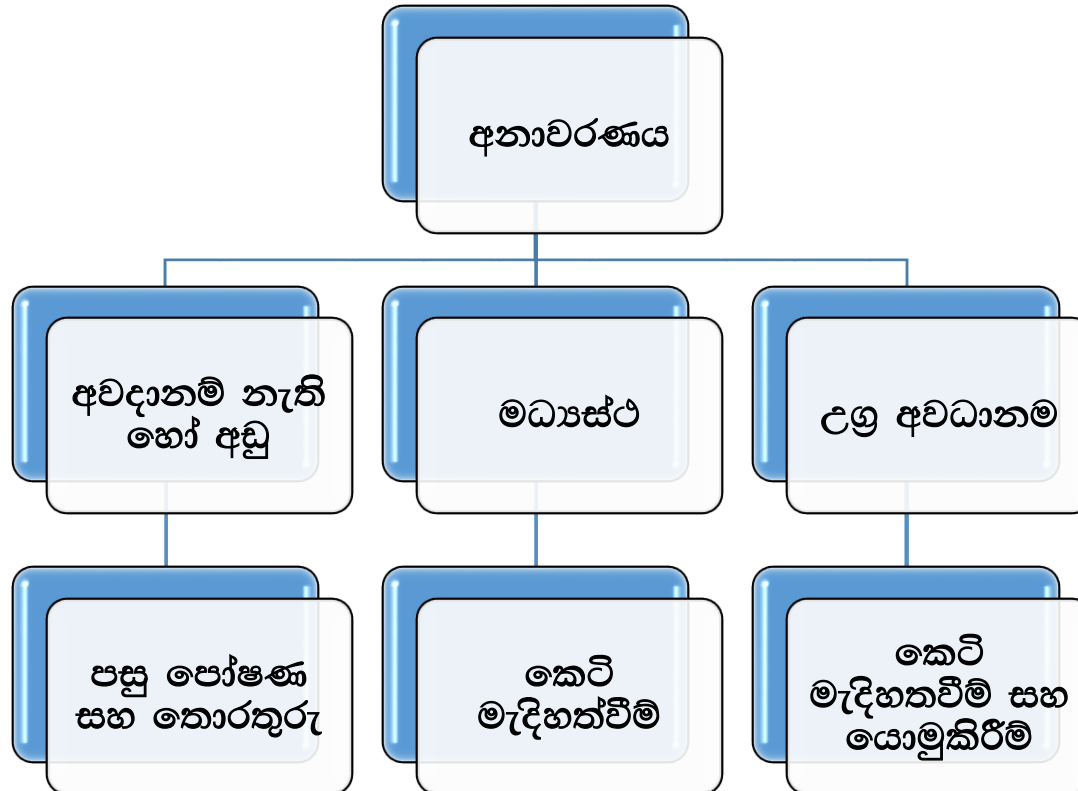 අනාවරණය
අවදානම් නැති
හෝ අඩු
මධ්‍යස්ථ
උග්‍ර අවධානම
පසු පෝෂණ
සහ තොරතුරු
කෙටි
මැදිහත්වීම්
කෙටි
මැදිහතවීම් සහ
යොමුකිරීම්